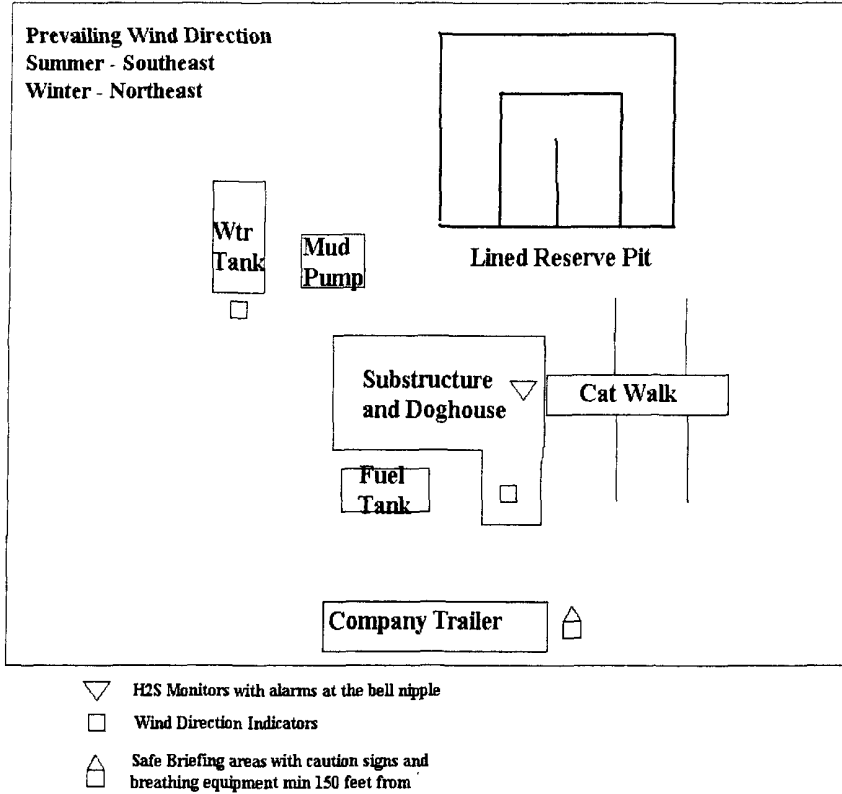 Prevailing Wind Direction
Summer - Southeast
Winter - Northeast
Wtr
Tank
Mud
Pump
Lined Reserve Pit
Substructure
and Doghouse
Cat Walk
Fuel
Tank
Company Trailer
H2S Monitors with alarms at the bell nipple
Wind Direction Indicators
Safe Briefing areas with caution signs and
breathing equipment min 150 feet from